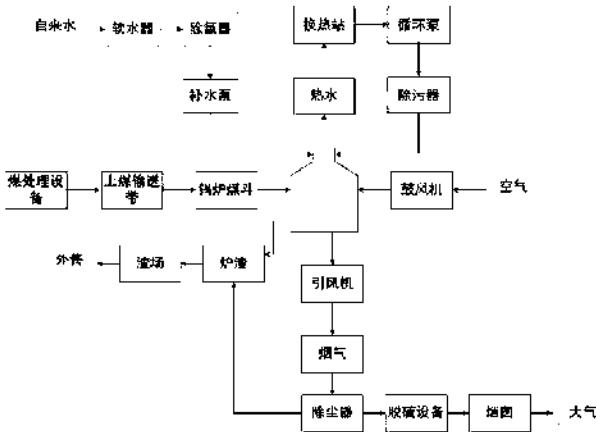 自来水 软水器 除氧器 换热站 循环泵
补水泵 热水 除污器
煤处理设备 上煤输送带 锅炉煤斗 鼓风机 空气
外售 渣场 炉渣 引风机
烟气
除尘器 脱硫设备 烟囱 大气